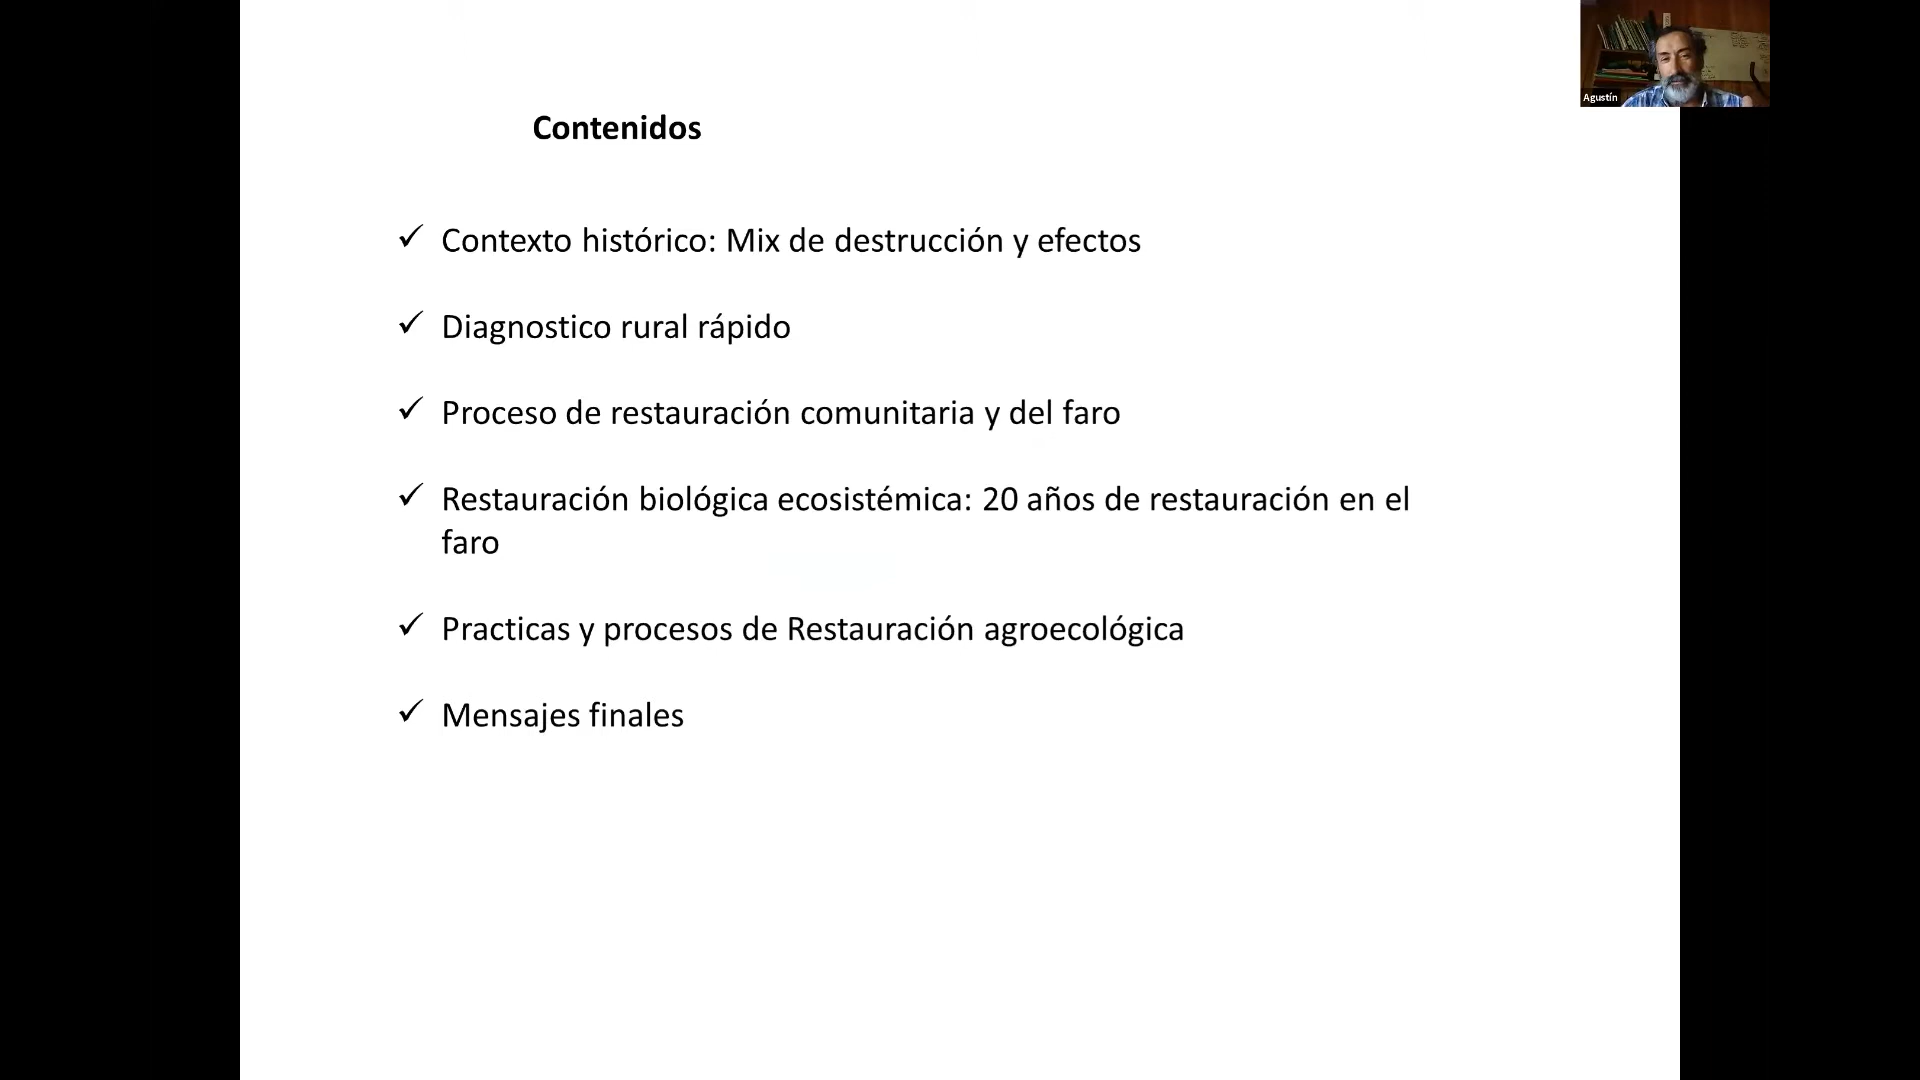 Agustín
Contenidos
✓ Contexto histórico: Mix de destrucción y efectos
✓ Diagnostico rural rápido
✓ Proceso de restauración comunitaria y del faro
✓ Restauración biológica ecosistémica: 20 años de restauración en el
faro
✓ Practicas y procesos de Restauración agroecológica
✓ Mensajes finales